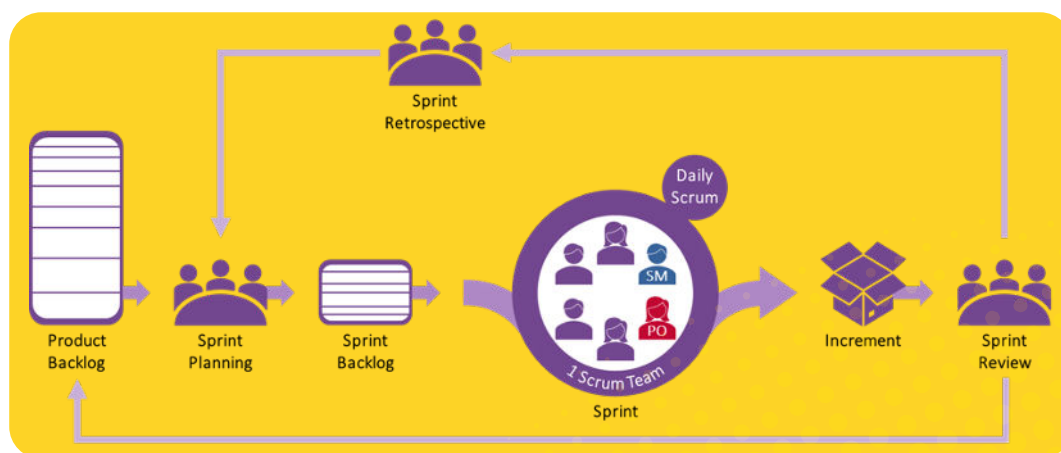 Sprint
Retrospective
Daily
Scrum
SM
PO
1 Scrum Team
Product
Backlog
Sprint
Planning
Sprint
Backlog
Sprint
Increment
Sprint
Review